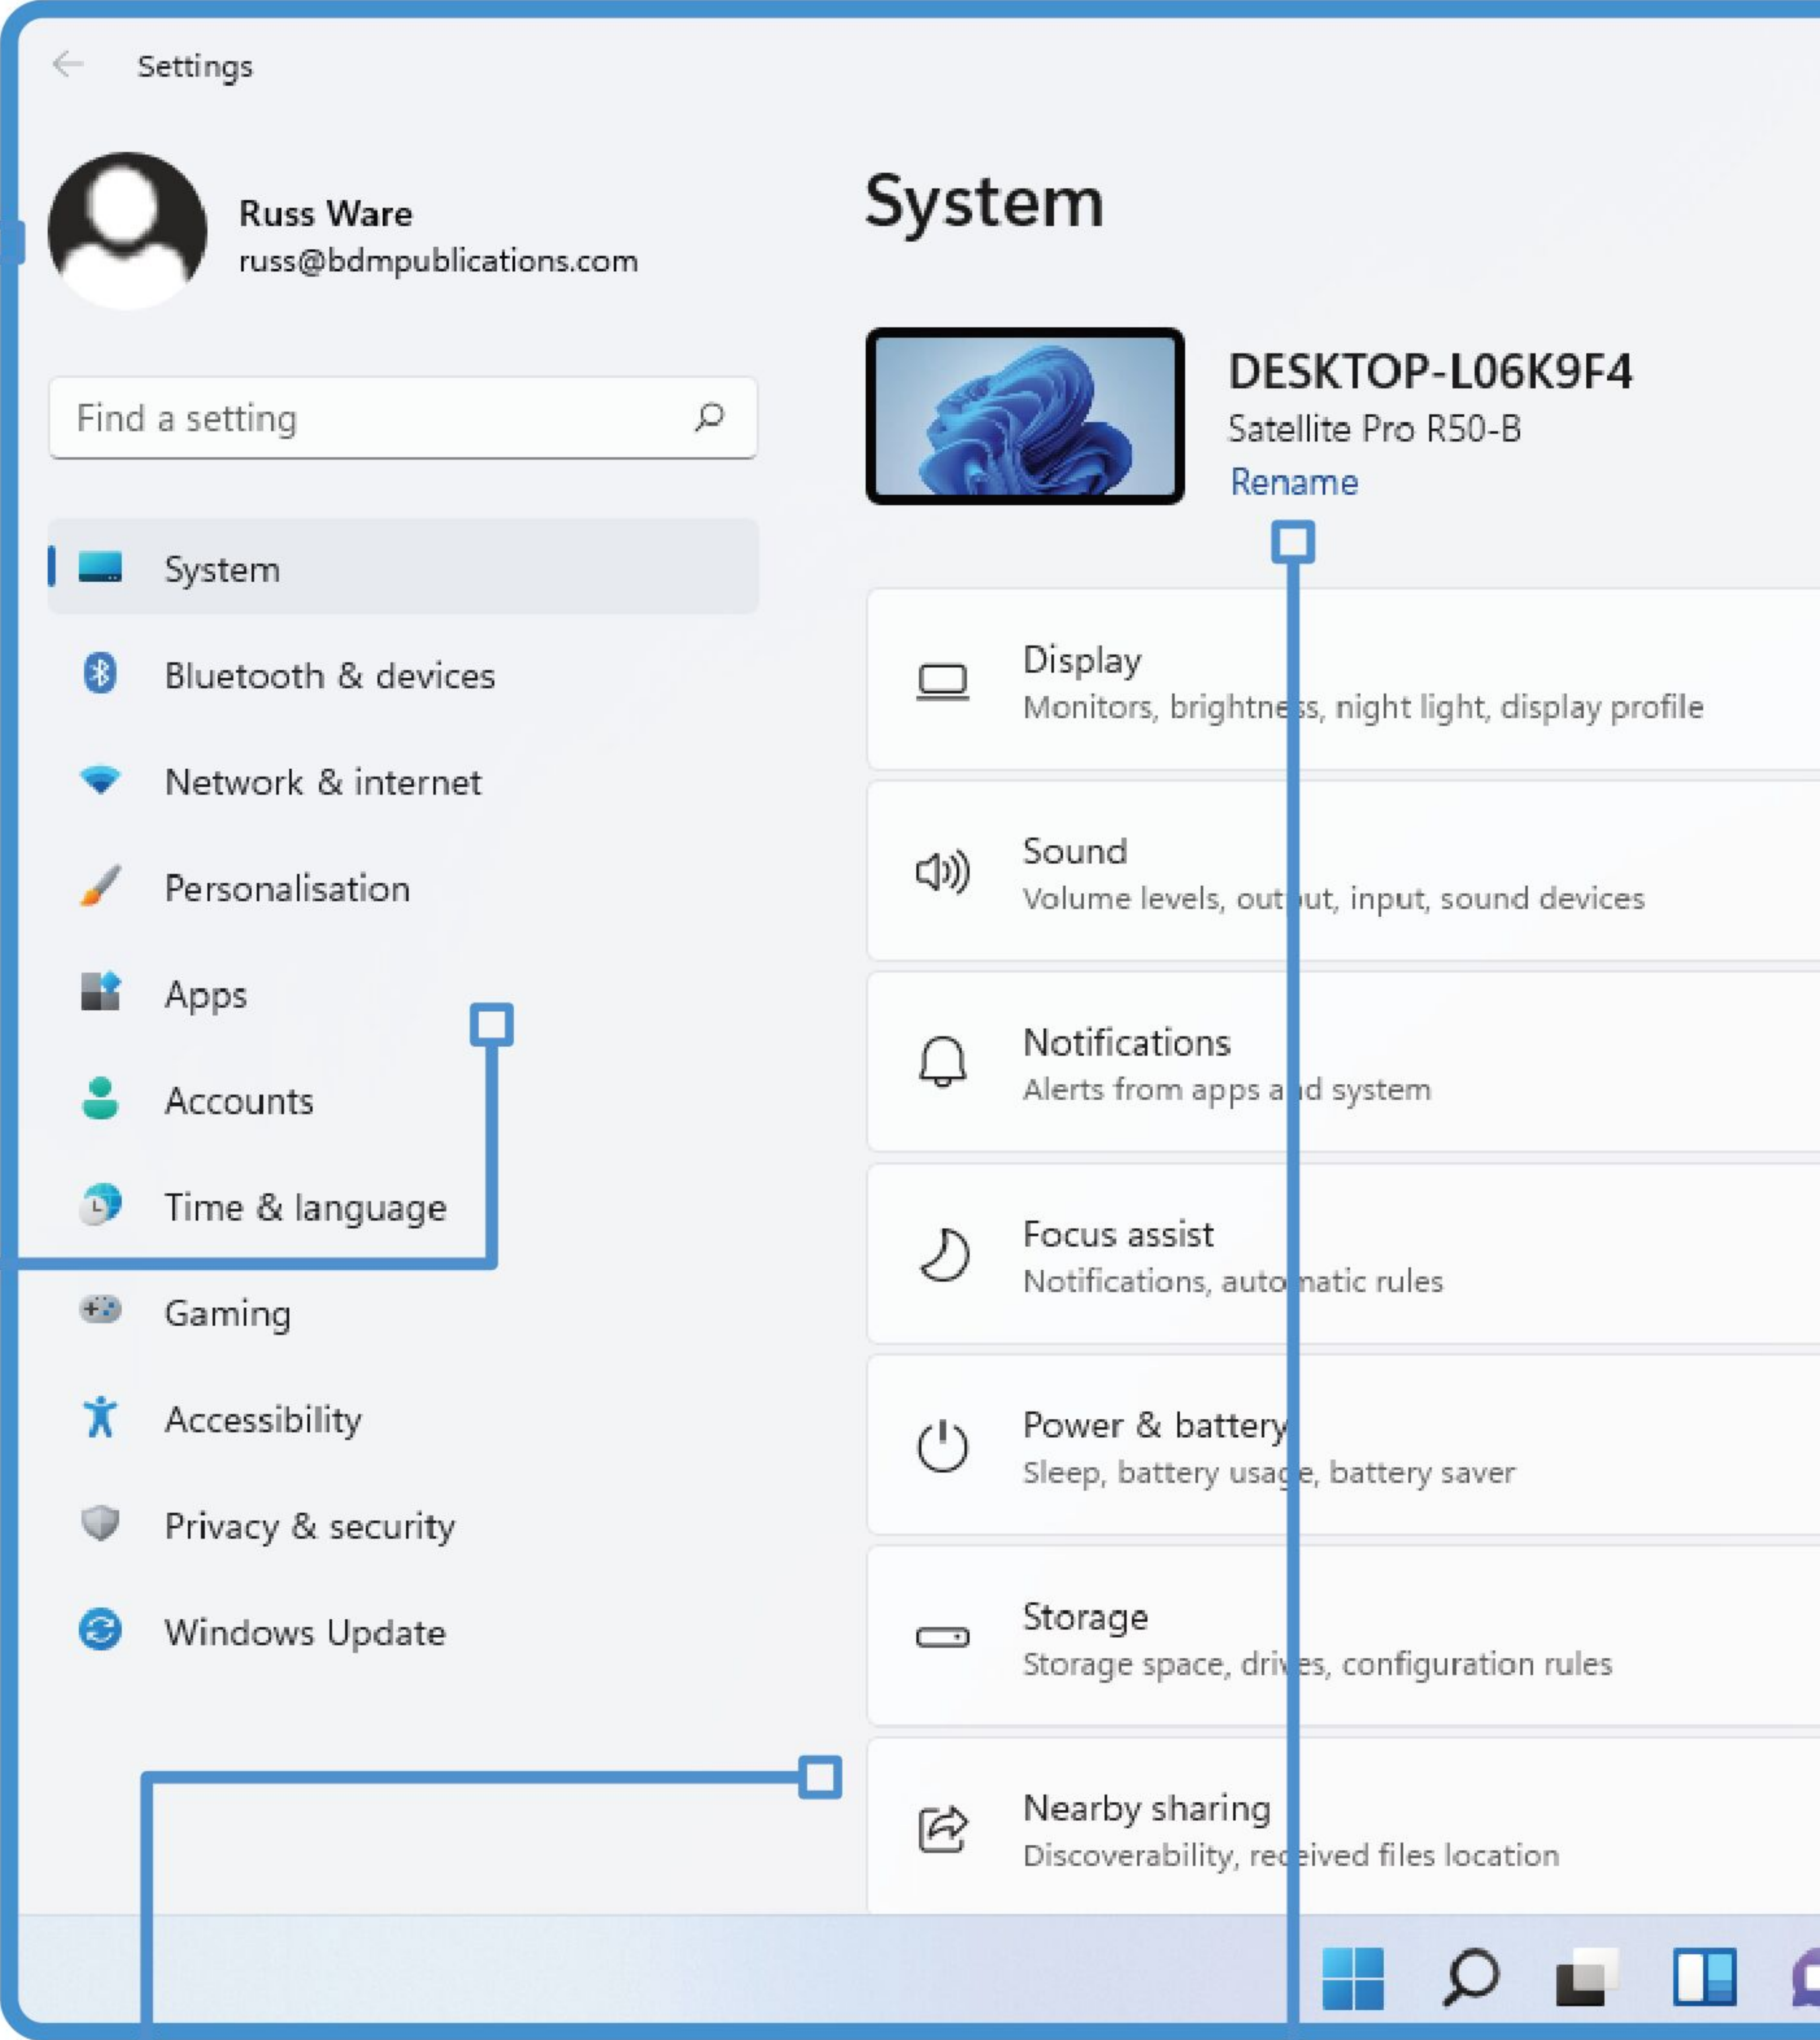 Settings
Russ Ware
russ@bdmpublications.com
Find a setting
System
Bluetooth & devices
Network & internet
Personalisation
Apps
Accounts
Time & language
Gaming
Accessibility
Privacy & security
Windows Update
System
DESKTOP-L06K9F4
Satellite Pro R50-B
Rename
Display
Monitors, brightness, night light, display profile
Sound
Volume levels, output, input, sound devices
Notifications
Alerts from apps and system
Focus assist
Notifications, automatic rules
Power & battery
Sleep, battery usage, battery saver
Storage
Storage space, drives, configuration rules
Nearby sharing
Discoverability, received files location